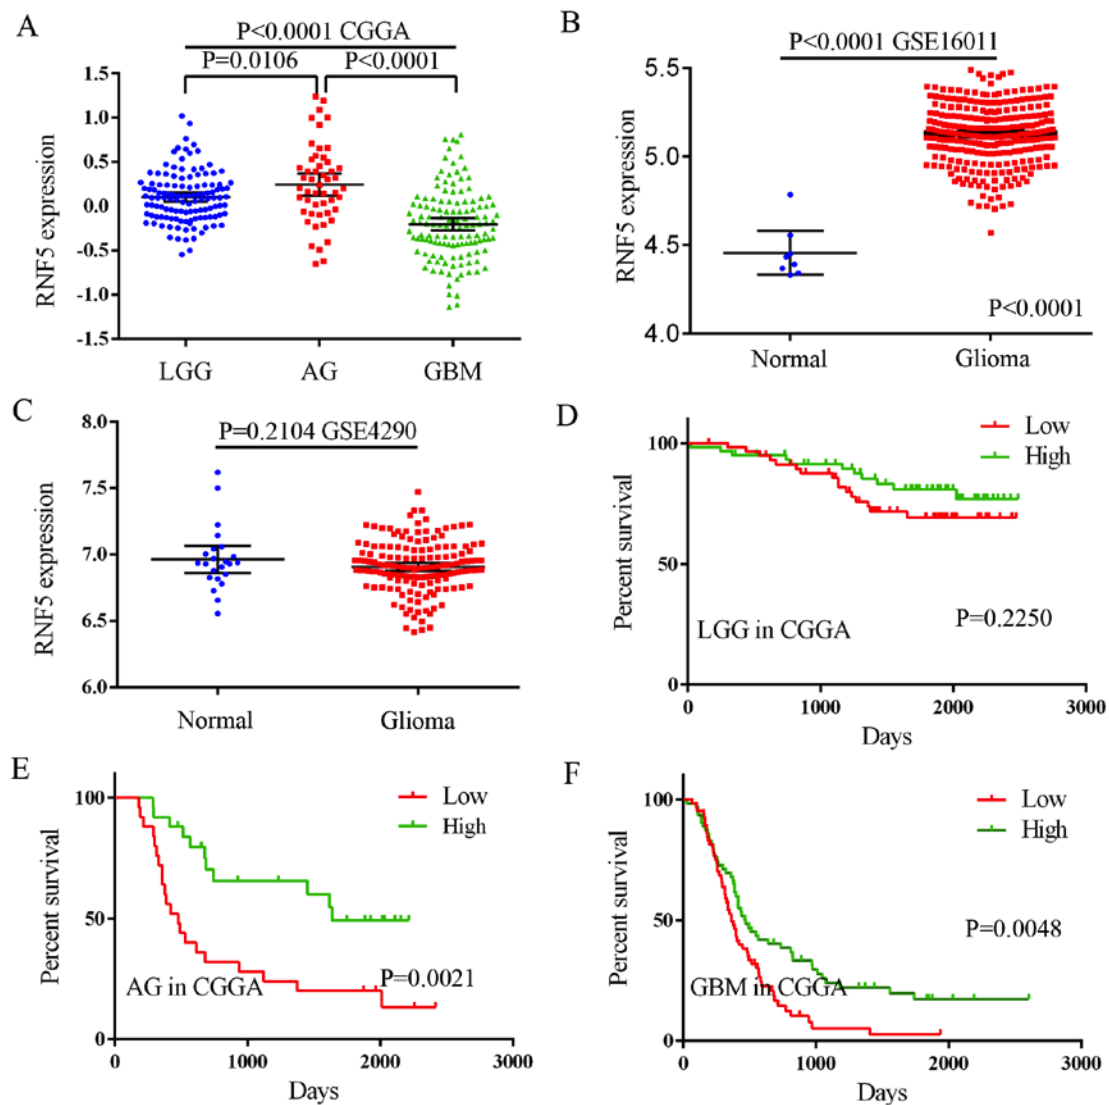 A
P<0.0001 CGGA
P=0.0106
P<0.0001
RNF5 expression
1.5
1.0
0.5
0.0
-0.5
-1.0
-1.5
LGG
AG
GBM
B
P<0.0001 GSE16011
RNF5 expression
5.5
5.0
4.5
4.0
P<0.0001
Normal
Glioma
C
P=0.2104 GSE4290
RNF5 expression
8.0
7.5
7.0
6.5
6.0
Normal
Glioma
D
Low
High
Percent survival
100
50
0
LGG in CGGA
P=0.2250
0
1000
2000
3000
Days
E
Low
High
Percent survival
100
50
0
AG in CGGA
P=0.0021
0
1000
2000
3000
Days
F
Low
High
Percent survival
100
50
0
P=0.0048
GBM in CGGA
0
1000
2000
3000
Days